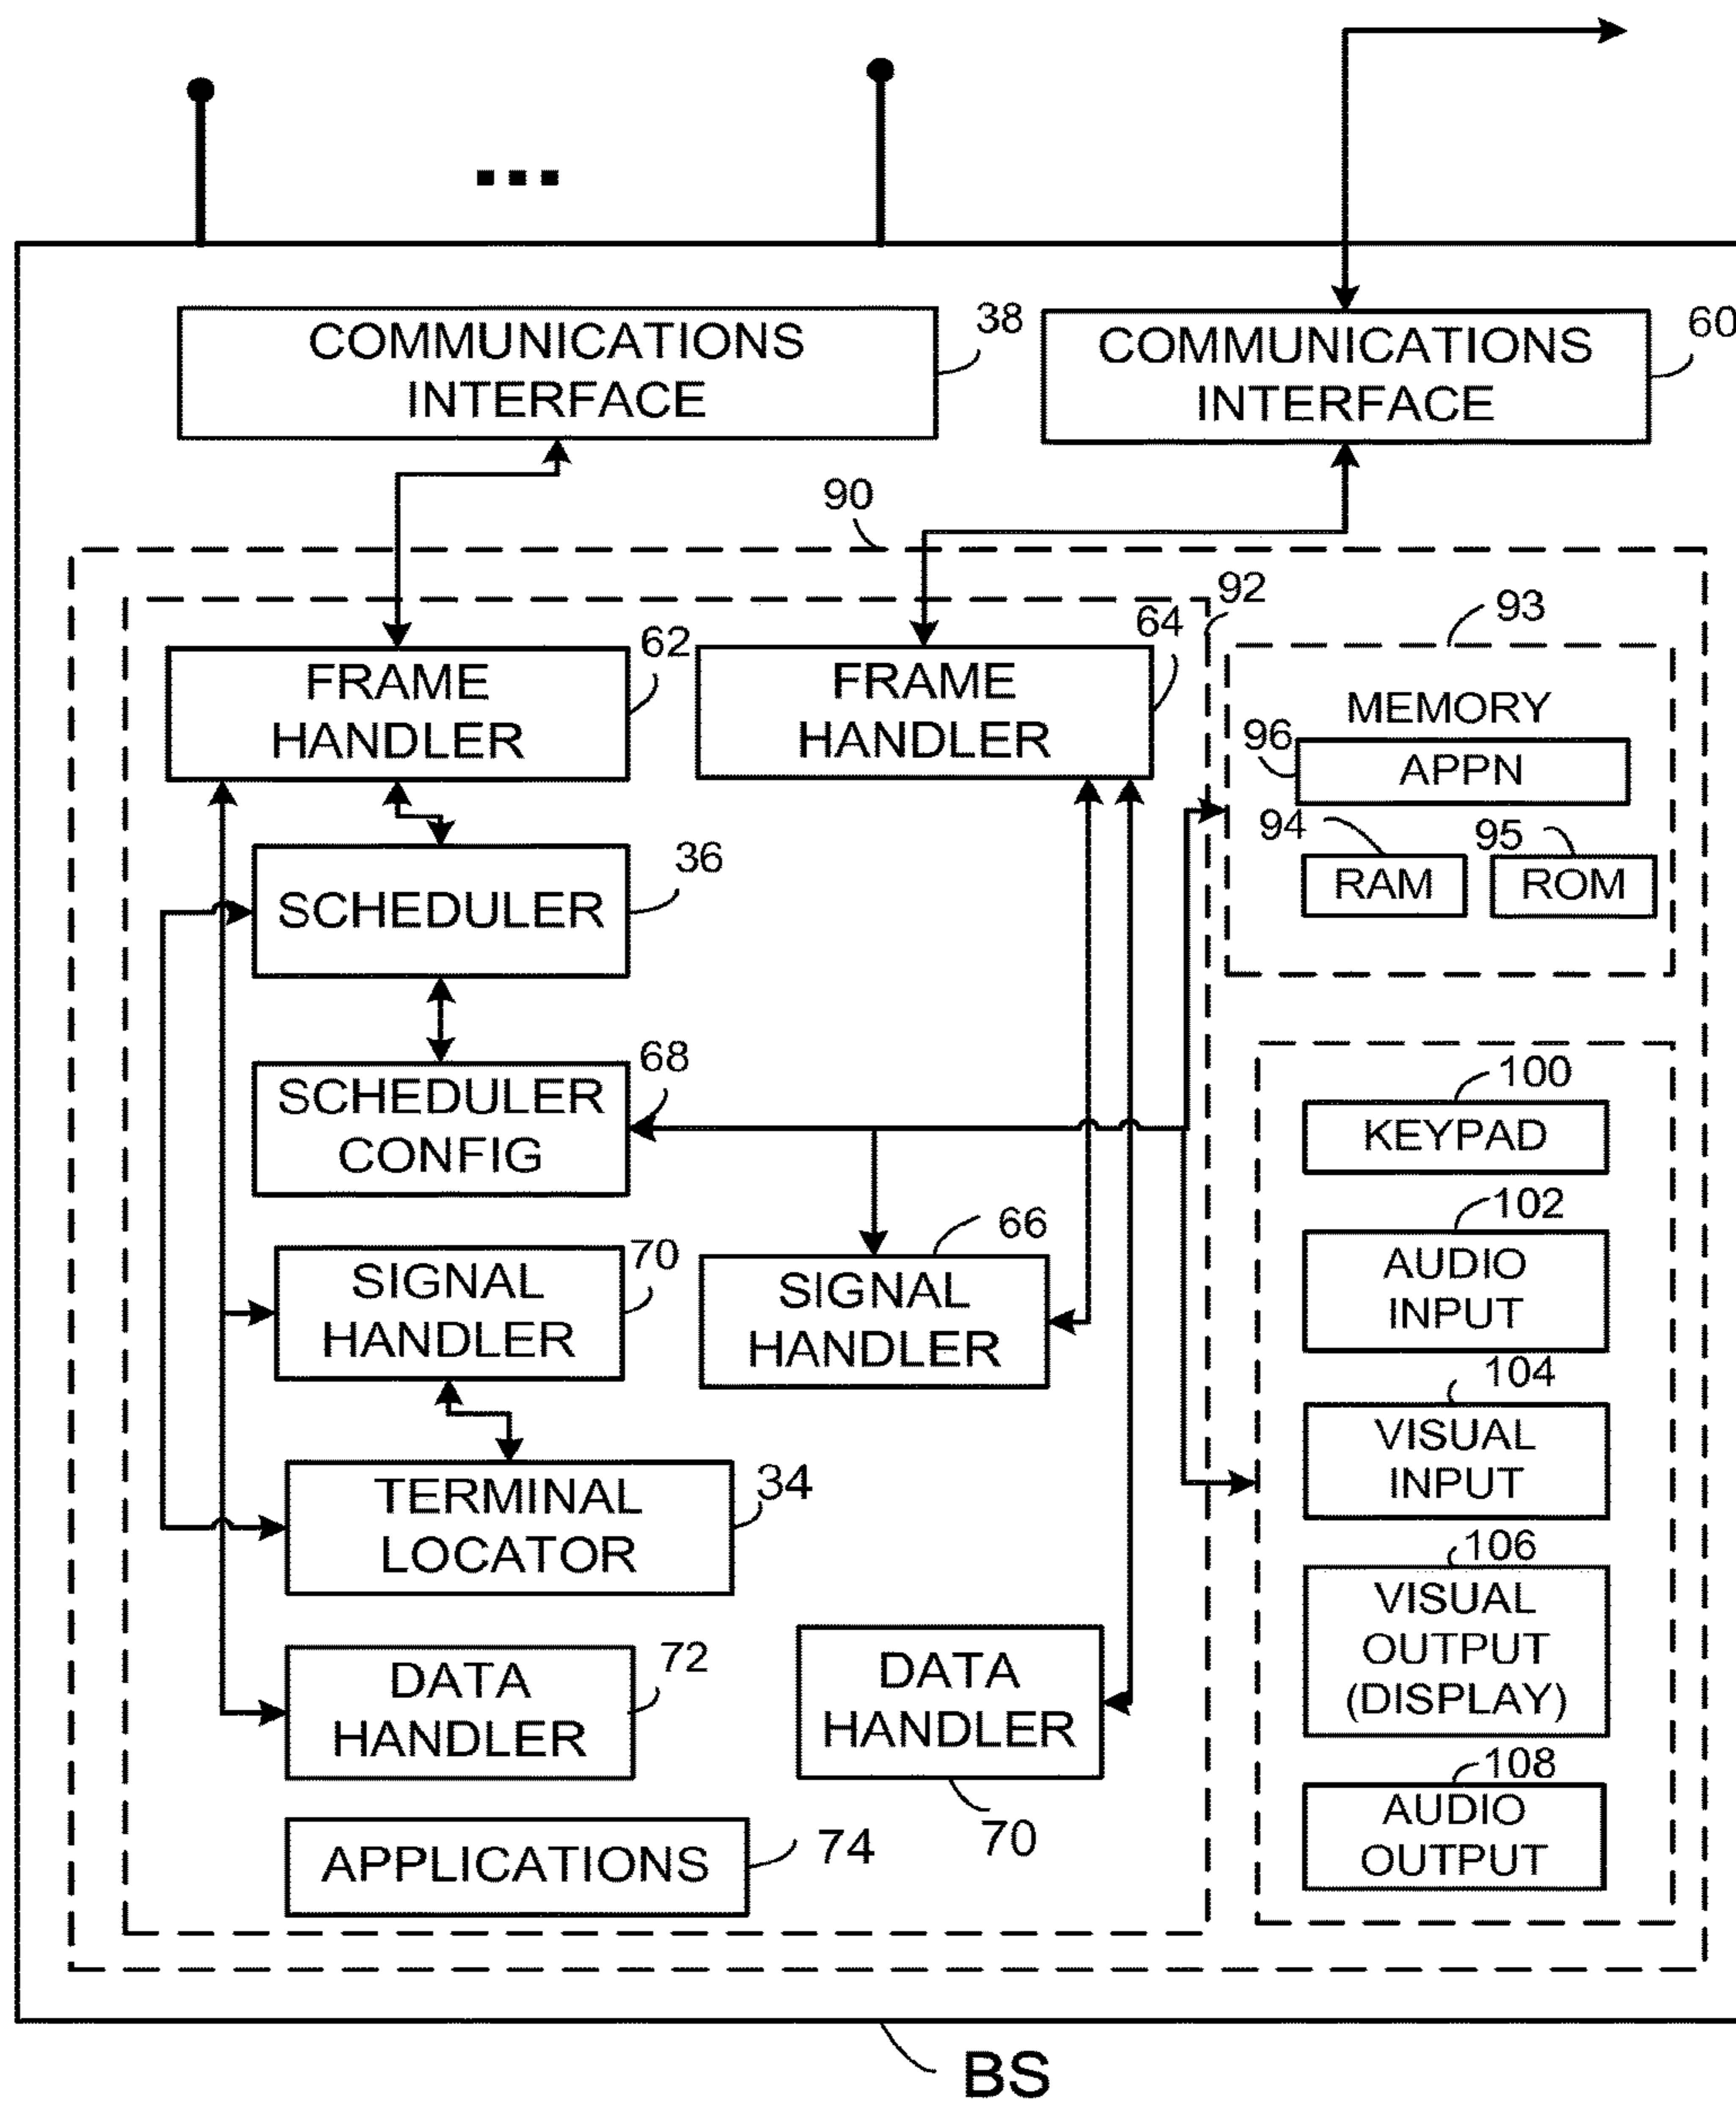 COMMUNICATIONS
INTERFACE
38
COMMUNICATIONS
INTERFACE
60
90
92
FRAME
HANDLER
62
FRAME
HANDLER
64
93
MEMORY
96
APPN
94
RAM
95
ROM
SCHEDULER
36
SCHEDULER
CONFIG
68
SIGNAL
HANDLER
70
SIGNAL
HANDLER
66
TERMINAL
LOCATOR
34
DATA
HANDLER
72
DATA
HANDLER
70
APPLICATIONS
74
100
KEYPAD
102
AUDIO
INPUT
104
VISUAL
INPUT
106
VISUAL
OUTPUT
(DISPLAY)
108
AUDIO
OUTPUT
BS